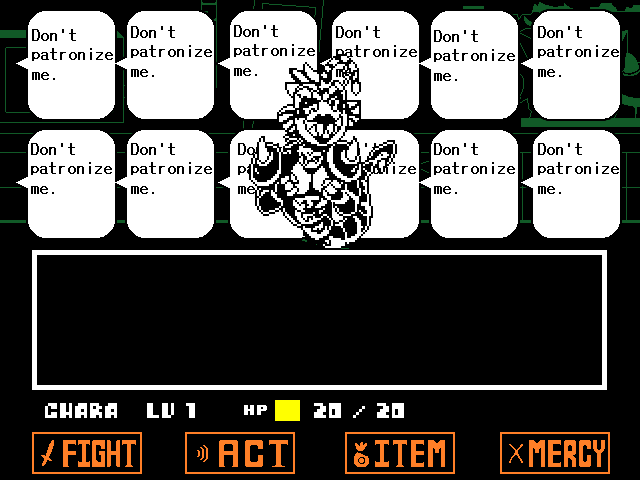 Don't
patronize
me.
Don't
patronize
me.
Don't
patronize
me.
Don't
patronize
me.
Don't
patronize
me.
Don't
patronize
me.
Don't
patronize
me.
Don't
patronize
me.
Don't
patronize
me.
Don't
patronize
me.
CHARA LV 1 HP 20 / 20
FIGHT ACT ITEM MERCY